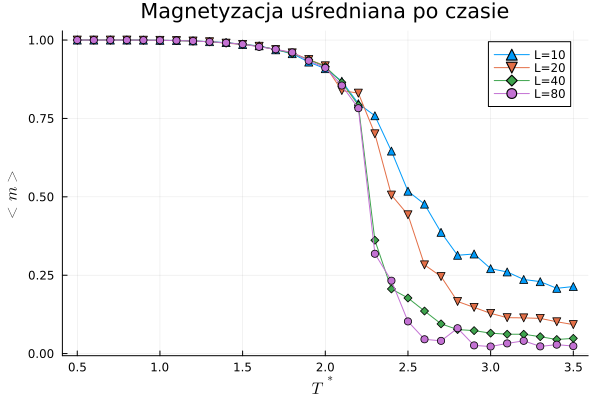 Magnetyzacja uśredniana po czasie
L=10
L=20
L=40
L=80
< m >
1.00
0.75
0.50
0.25
0.00
0.5 1.0 1.5 2.0 2.5 3.0 3.5
T*